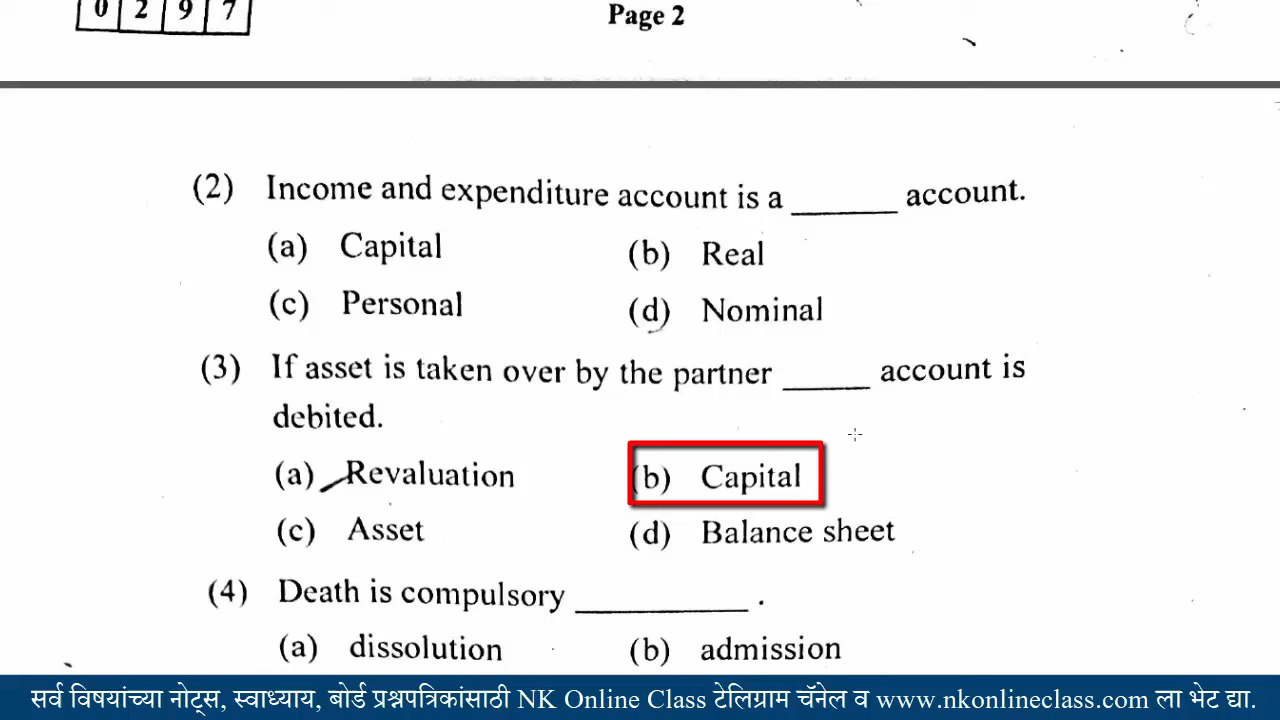 0 2 9 7
Page 2
(2) Income and expenditure account is a _______ account.
(a) Capital (b) Real
(c) Personal (d) Nominal
(3) If asset is taken over by the partner ______ account is
debited.
(a) Revaluation (b) Capital
(c) Asset (d) Balance sheet
(4) Death is compulsory ___________ .
(a) dissolution (b) admission
सर्व विषयांच्या नोट्स, स्वाध्याय, बोर्ड प्रश्नपत्रिकांसाठी NK Online Class टेलिग्राम चॅनेल व www.nkonlineclass.com ला भेट द्या.